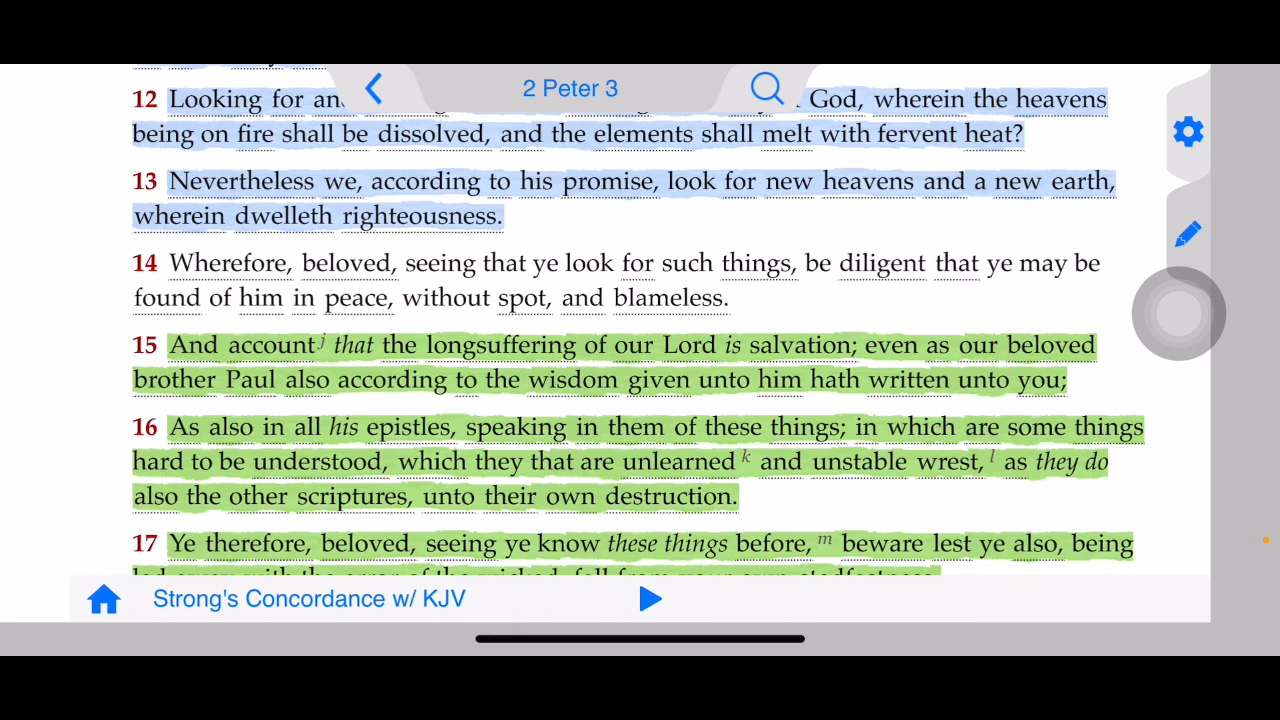 2 Peter 3
12 Looking for God, wherein the heavens
being on fire shall be dissolved, and the elements shall melt with fervent heat?
13 Nevertheless we, according to his promise, look for new heavens and a new earth,
wherein dwelleth righteousness.
14 Wherefore, beloved, seeing that ye look for such things, be diligent that ye may be
found of him in peace, without spot, and blameless.
15 And account j that the longsuffering of our Lord is salvation; even as our beloved
brother Paul also according to the wisdom given unto him hath written unto you;
16 As also in all his epistles, speaking in them of these things; in which are some things
hard to be understood, which they that are unlearned k and unstable wrest, l as they do
also the other scriptures, unto their own destruction.
17 Ye therefore, beloved, seeing ye know these things before, m beware lest ye also, being
Strong's Concordance w/ KJV